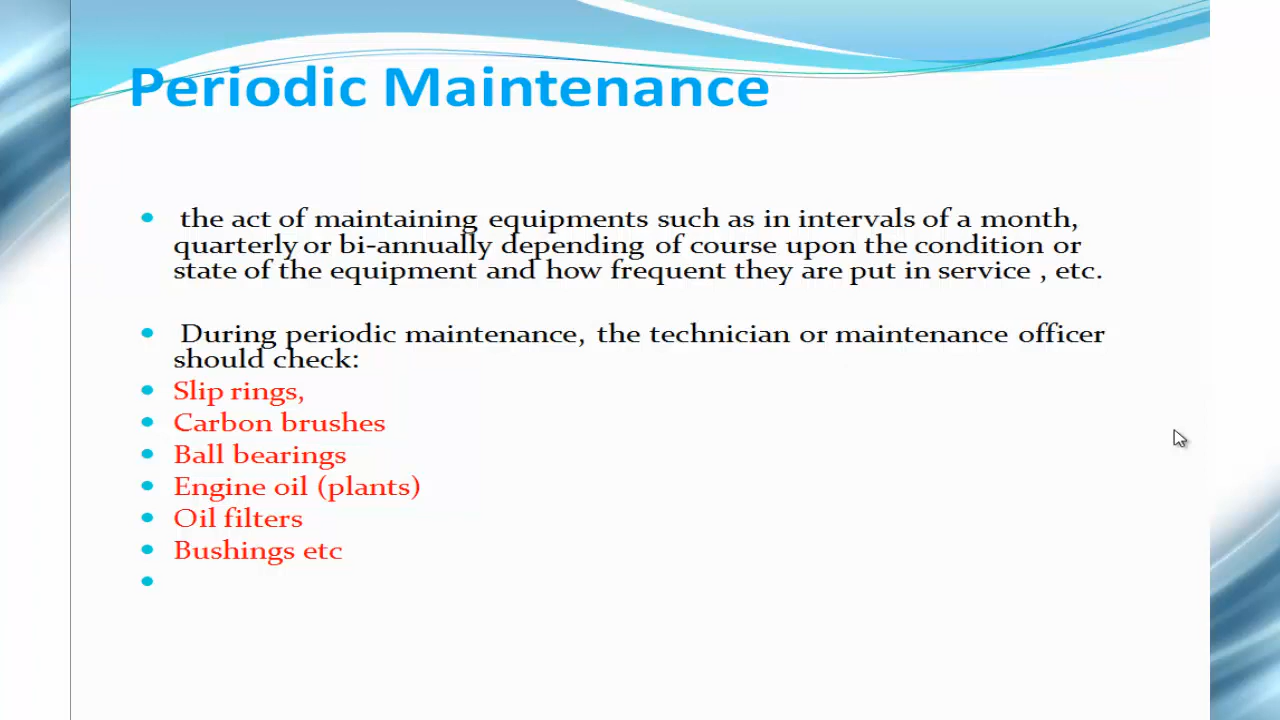 Periodic Maintenance
the act of maintaining equipments such as in intervals of a month,
quarterly or bi-annually depending of course upon the condition or
state of the equipment and how frequent they are put in service , etc.
During periodic maintenance, the technician or maintenance officer
should check:
Slip rings,
Carbon brushes
Ball bearings
Engine oil (plants)
Oil filters
Bushings etc